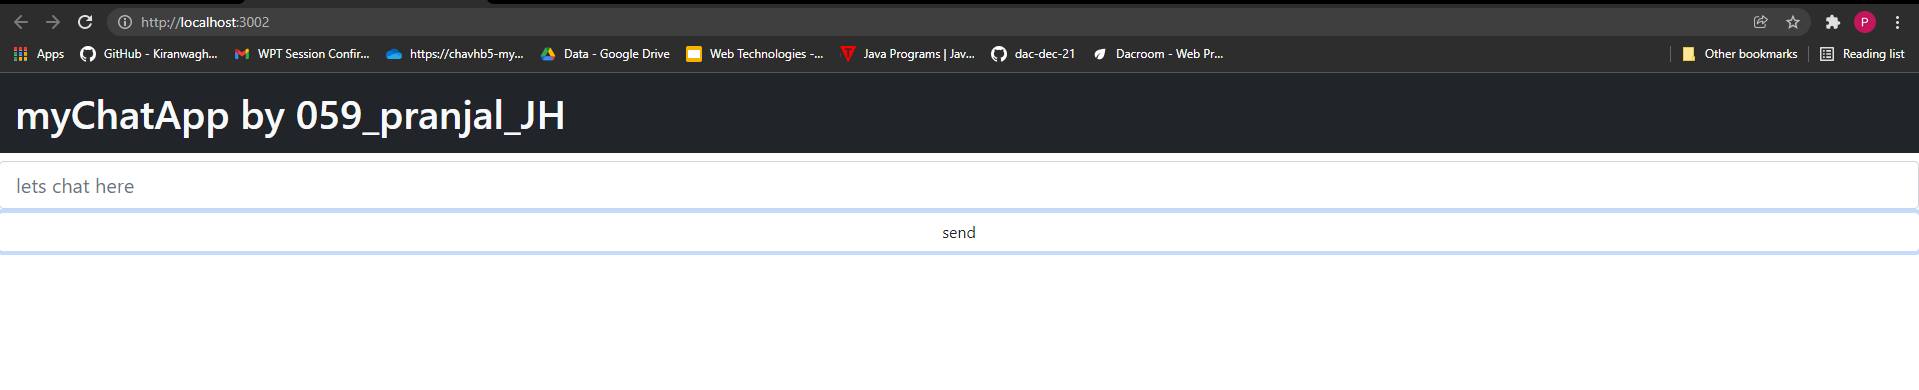 http://localhost:3002
P
Apps GitHub - Kiranwagh... WPT Session Confir... https://chavhb5-my... Data - Google Drive Web Technologies -... Java Programs | Jav... dac-dec-21 Dacroom - Web Pr... Other bookmarks Reading list
myChatApp by 059_pranjal_JH
lets chat here
send